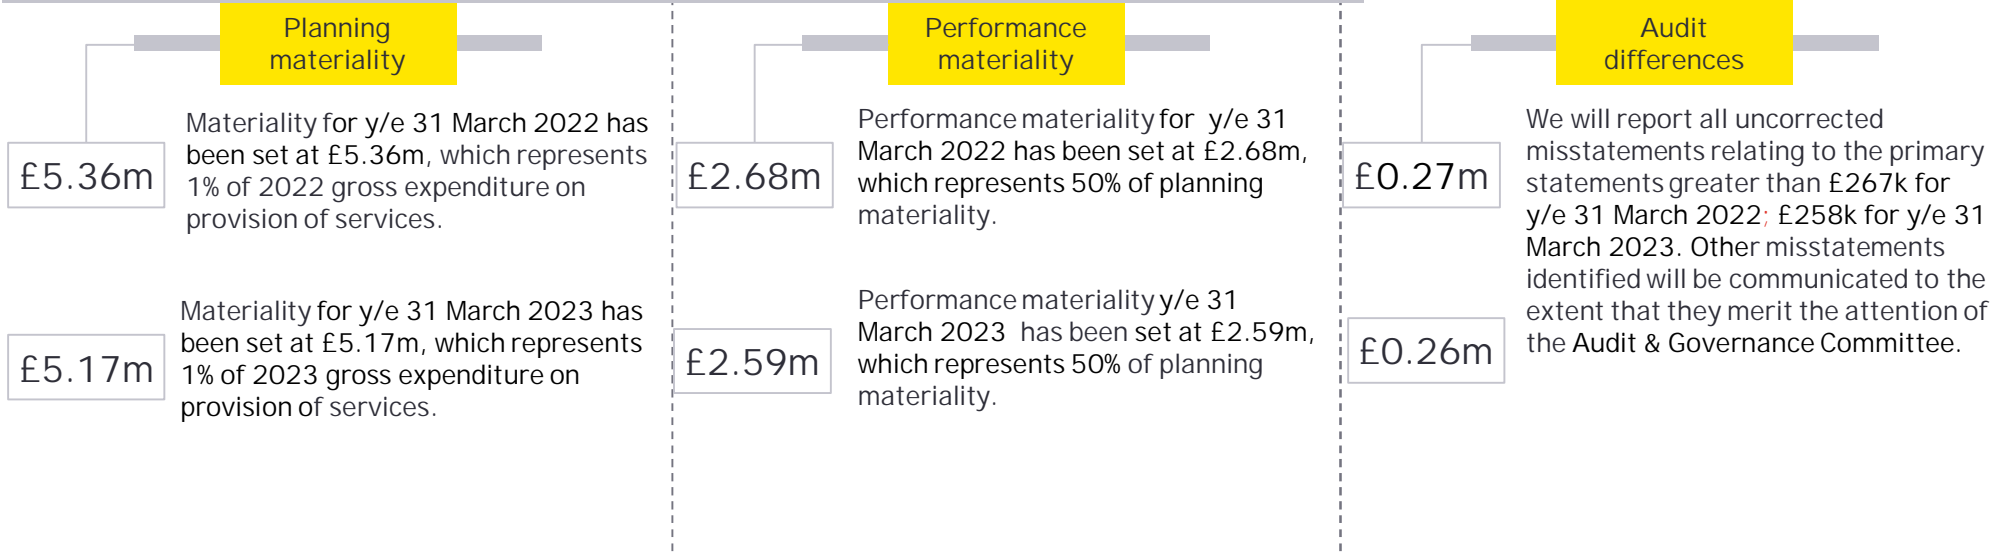 Planning
materiality
£5.36m
Materiality for y/e 31 March 2022 has
been set at £5.36m, which represents
1% of 2022 gross expenditure on
provision of services.
£5.17m
Materiality for y/e 31 March 2023 has
been set at £5.17m, which represents
1% of 2023 gross expenditure on
provision of services.
Performance
materiality
£2.68m
Performance materiality for y/e 31
March 2022 has been set at £2.68m,
which represents 50% of planning
materiality.
£2.59m
Performance materiality y/e 31
March 2023 has been set at £2.59m,
which represents 50% of planning
materiality.
Audit
differences
£0.27m
£0.26m
We will report all uncorrected
misstatements relating to the primary
statements greater than £267k for
y/e 31 March 2022; £258k for y/e 31
March 2023. Other misstatements
identified will be communicated to the
extent that they merit the attention of
the Audit & Governance Committee.